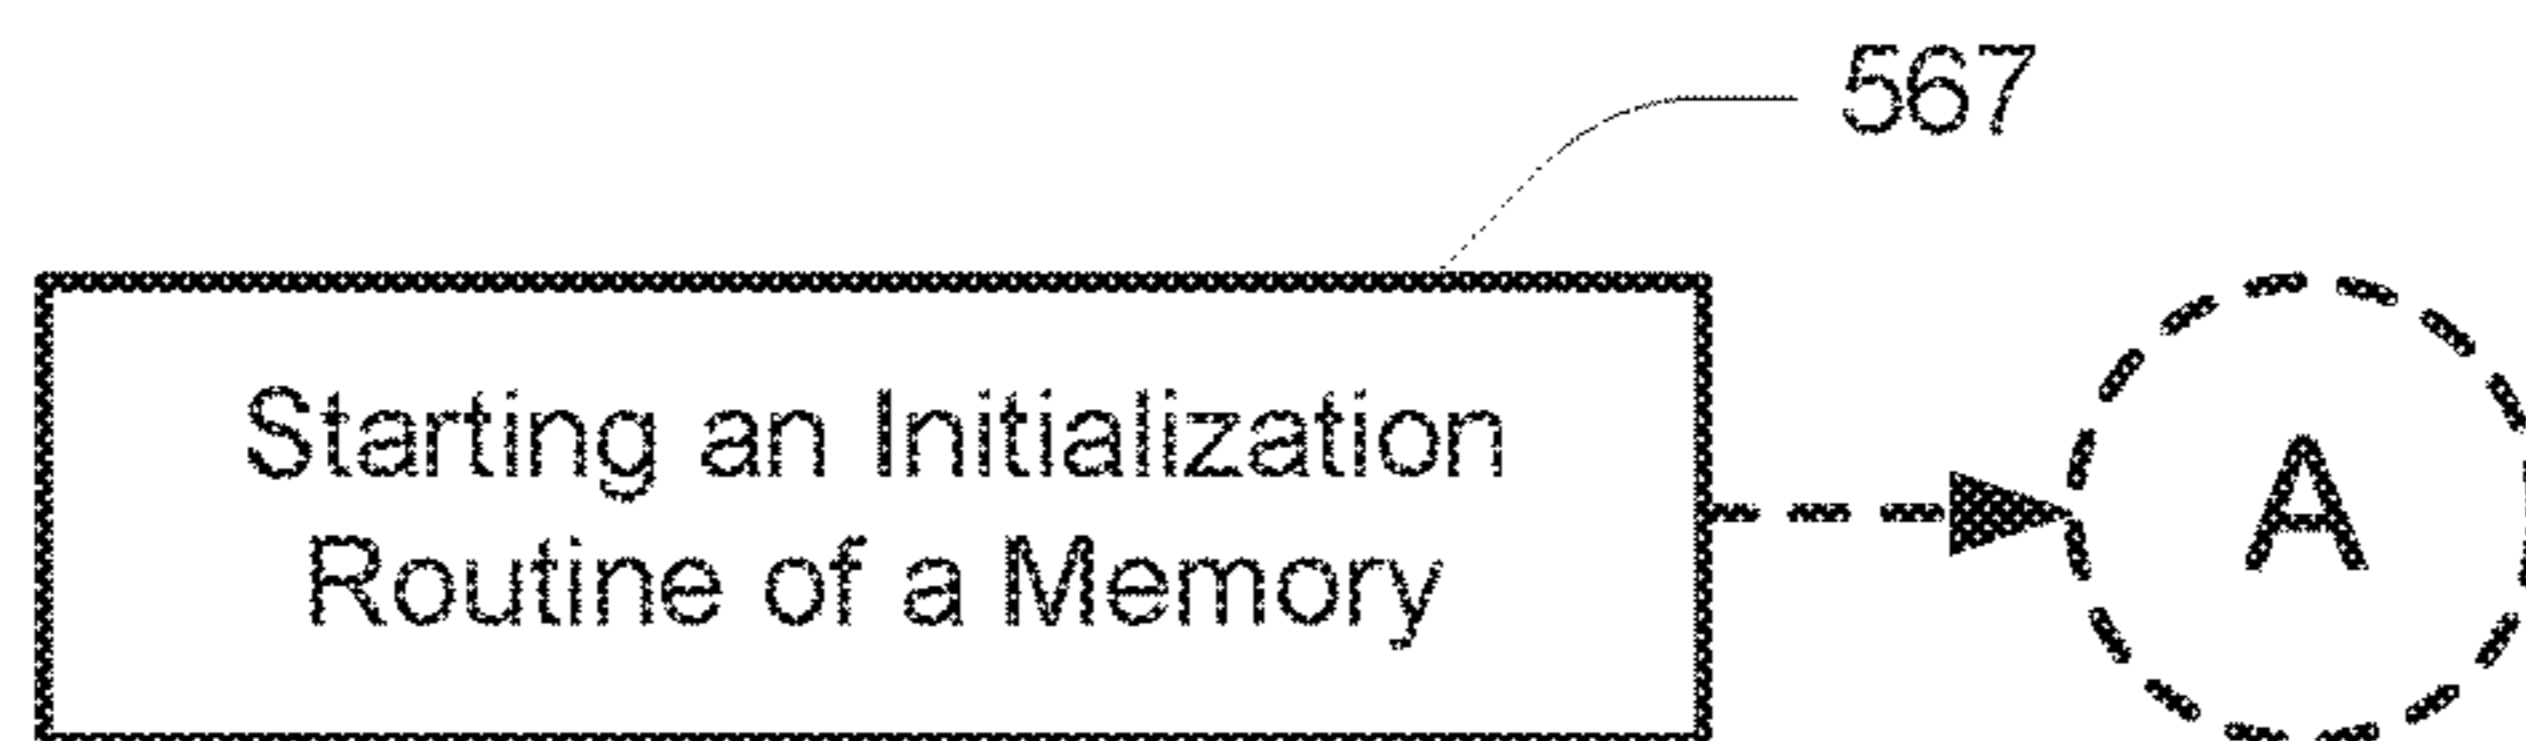 567
Starting an Initialization
Routine of a Memory
A